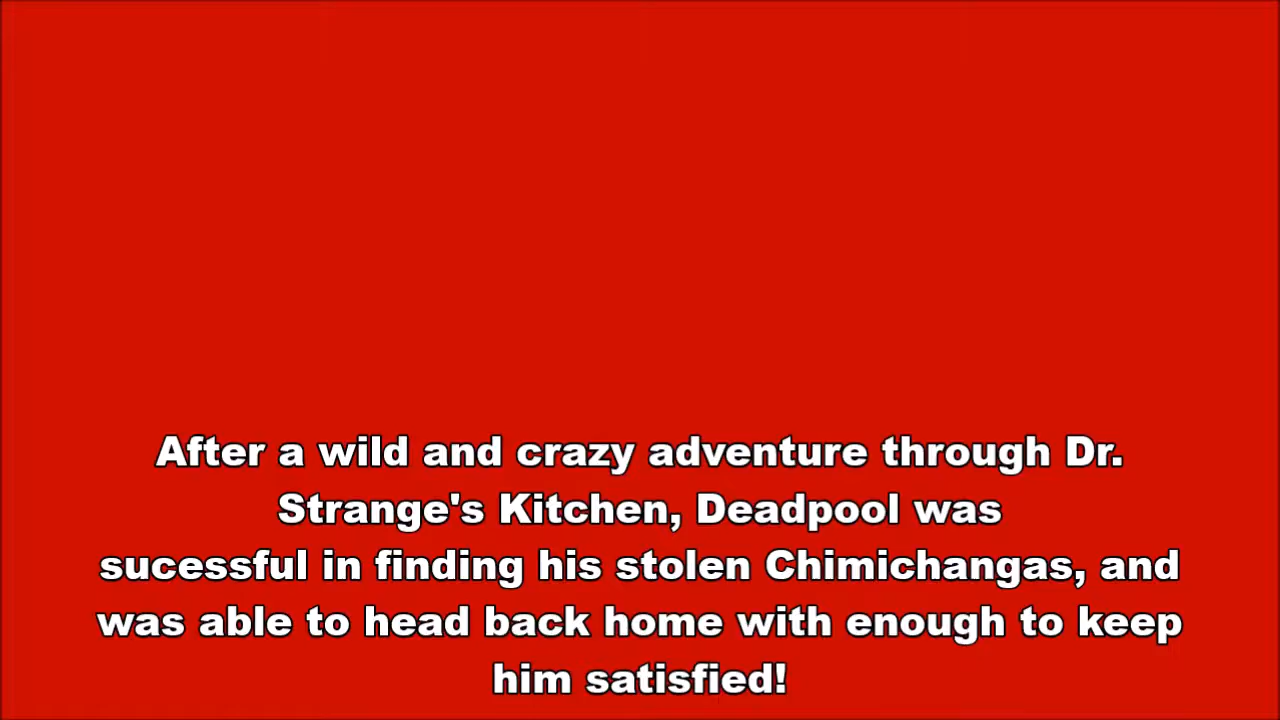 After a wild and crazy adventure through Dr.
Strange's Kitchen, Deadpool was
sucessful in finding his stolen Chimichangas, and
was able to head back home with enough to keep
him satisfied!